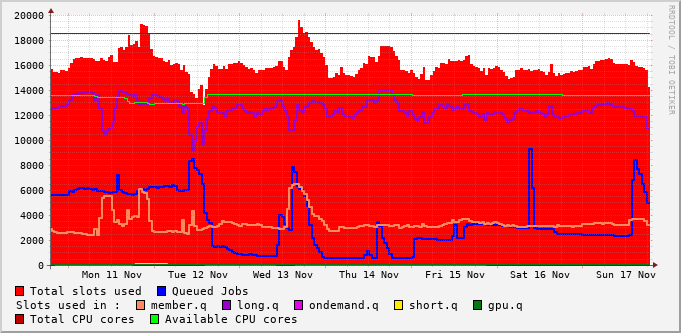 20000
18000
16000
14000
12000
10000
8000
6000
4000
2000
0
RRDTOOL / TOBI OETIKER
Mon 11 Nov Tue 12 Nov Wed 13 Nov Thu 14 Nov Fri 15 Nov Sat 16 Nov Sun 17 Nov
Total slots used Queued Jobs
Slots used in : member.q long.q ondemand.q short.q gpu.q
Total CPU cores Available CPU cores